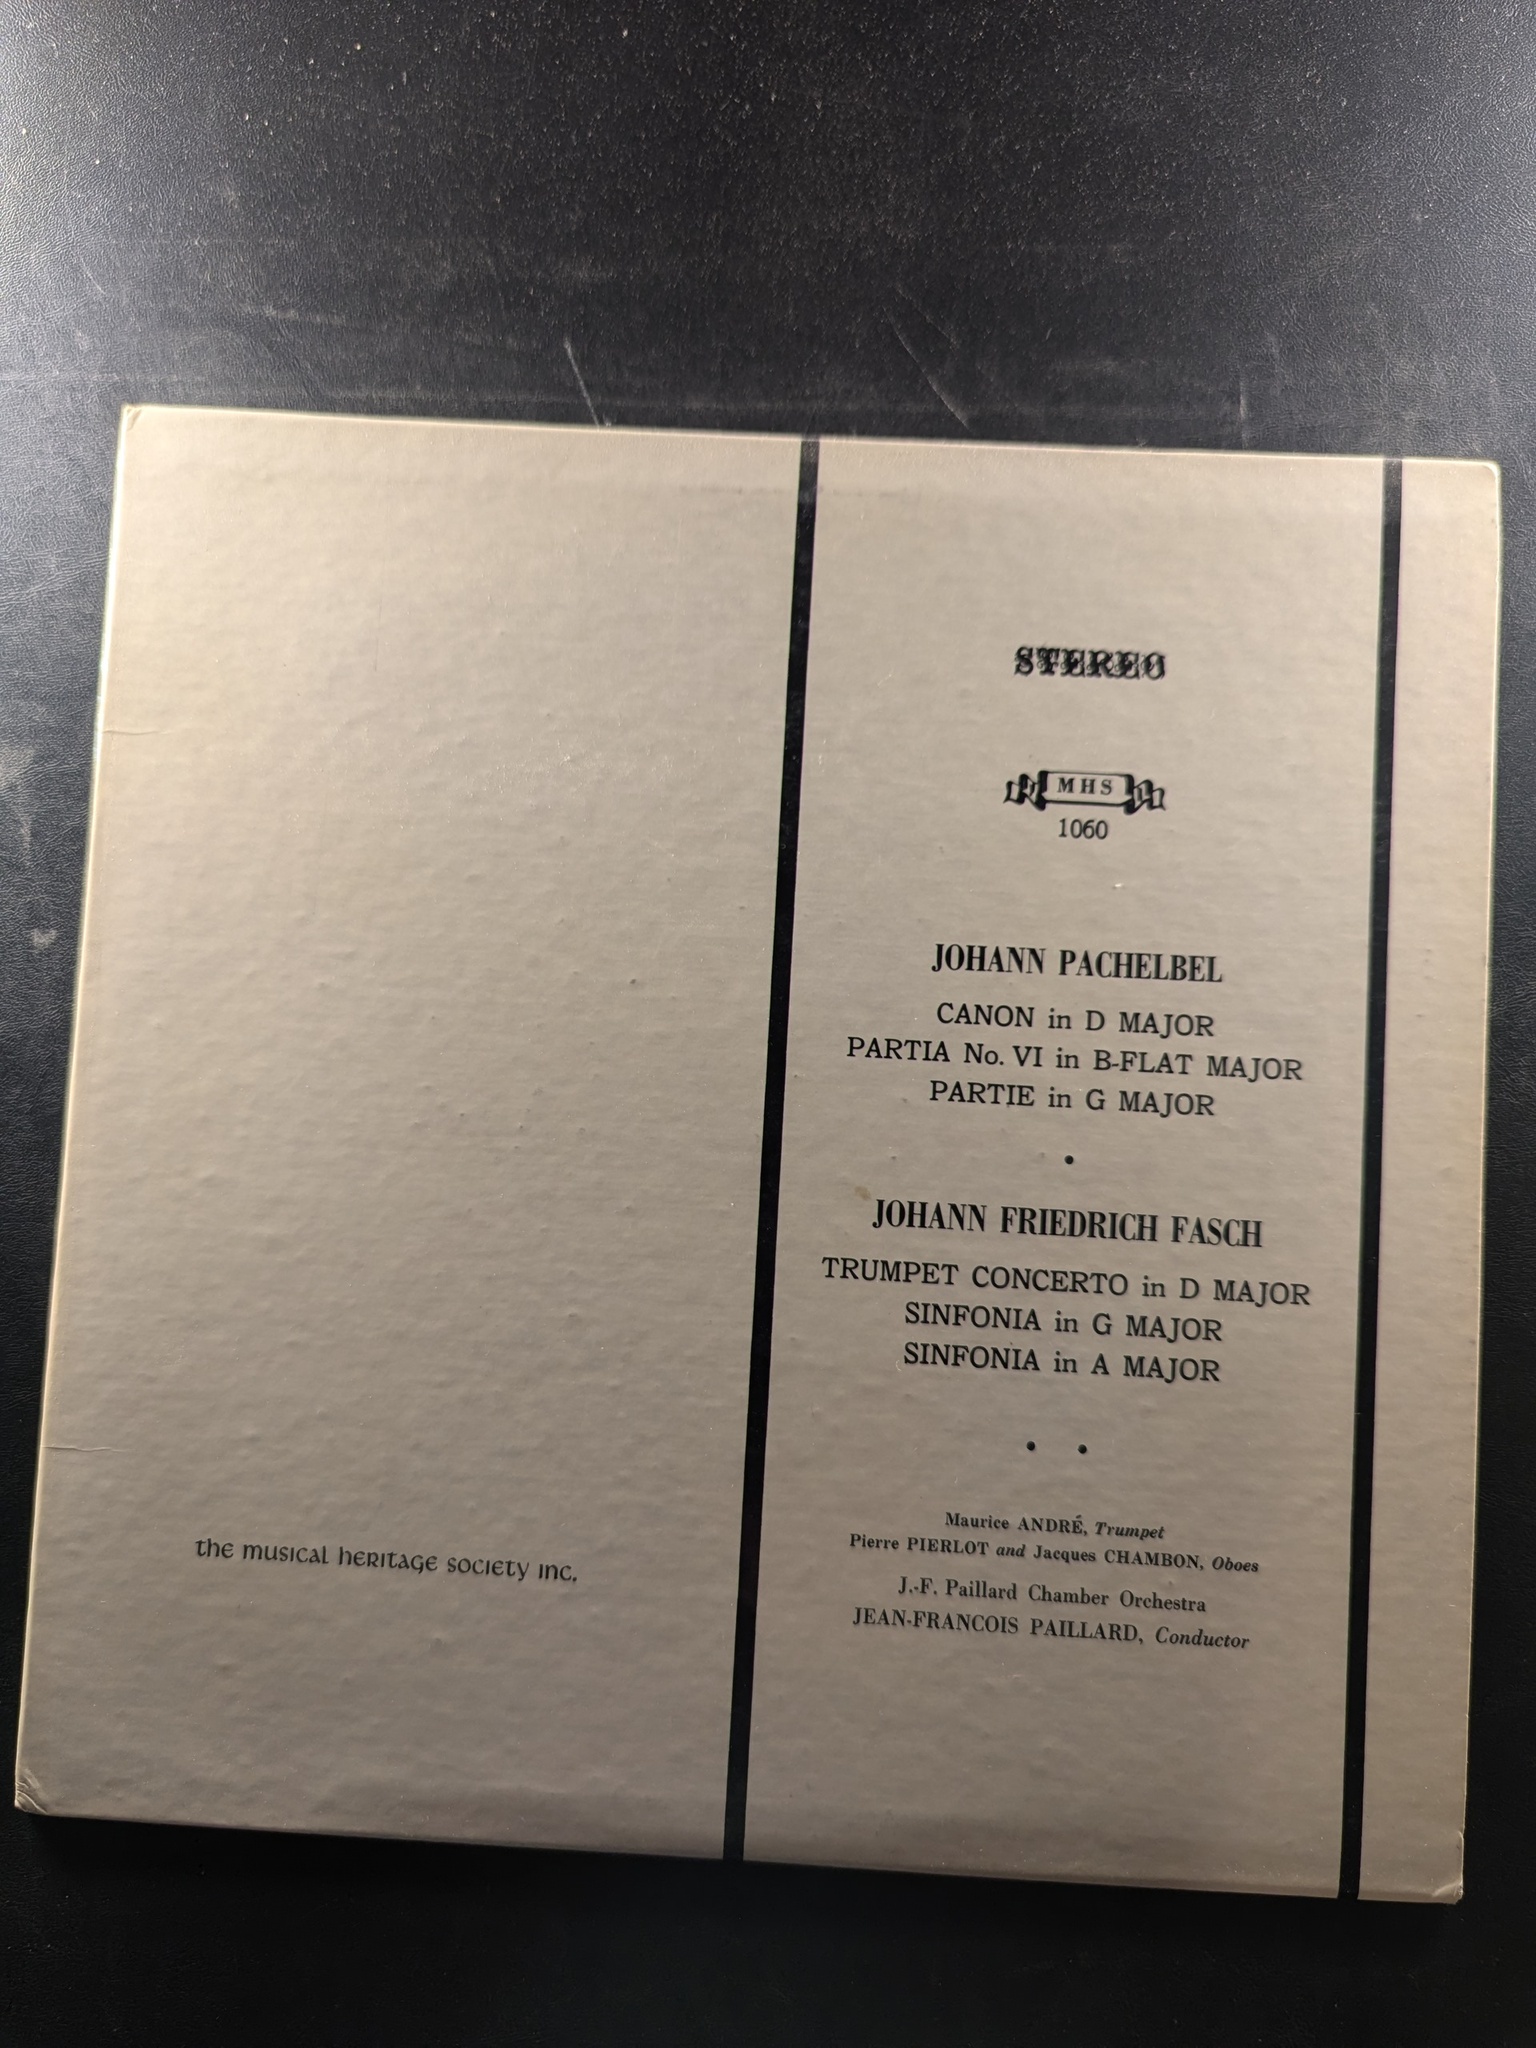 STEREO
MHS
1060
JOHANN PACHELBEL
CANON in D MAJOR
PARTIA No. VI in B-FLAT MAJOR
PARTIE in G MAJOR
•
JOHANN FRIEDRICH FASCH
TRUMPET CONCERTO in D MAJOR
SINFONIA in G MAJOR
SINFONIA in A MAJOR
• •
Maurice ANDRÉ, Trumpet
Pierre PIERLOT and Jacques CHAMBON, Oboes
J.-F. Paillard Chamber Orchestra
JEAN-FRANCOIS PAILLARD, Conductor
the musical heritage society inc.